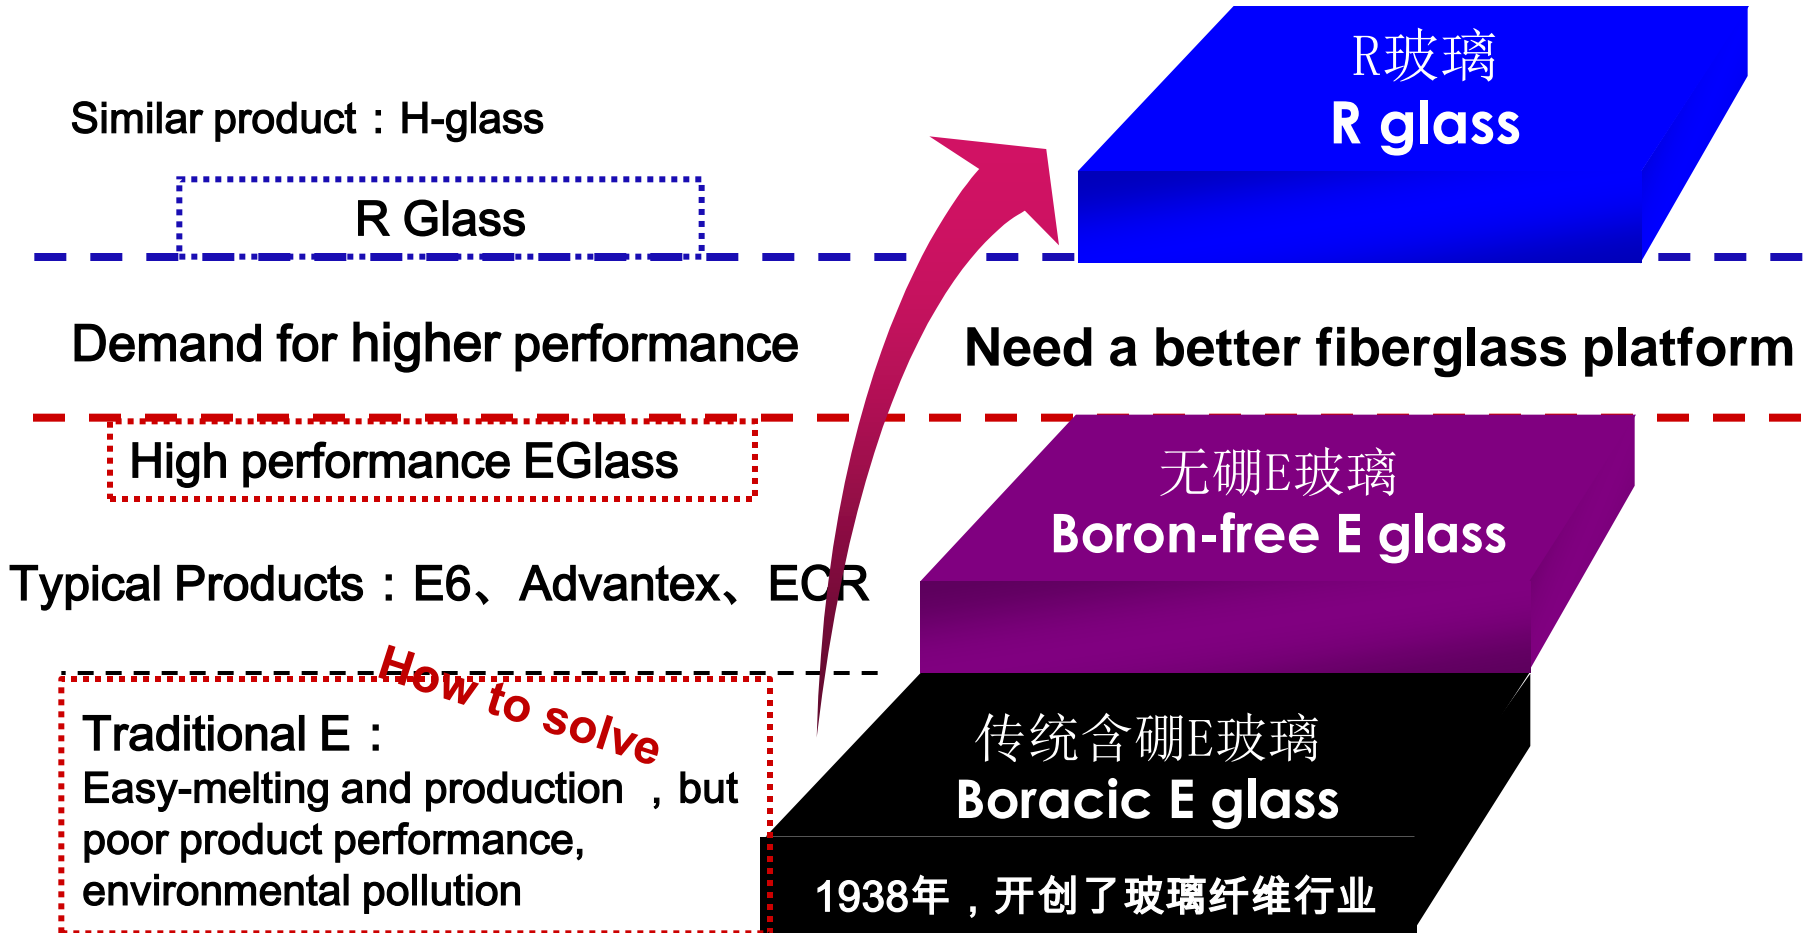 R玻璃
R glass
Similar product：H-glass
R Glass
Demand for higher performance
Need a better fiberglass platform
High performance EGlass
无硼E玻璃
Boron-free E glass
Typical Products：E6、Advantex、ECR
How to solve
Traditional E：
Easy-melting and production ，but
poor product performance,
environmental pollution
传统含硼E玻璃
Boracic E glass
1938年，开创了玻璃纤维行业